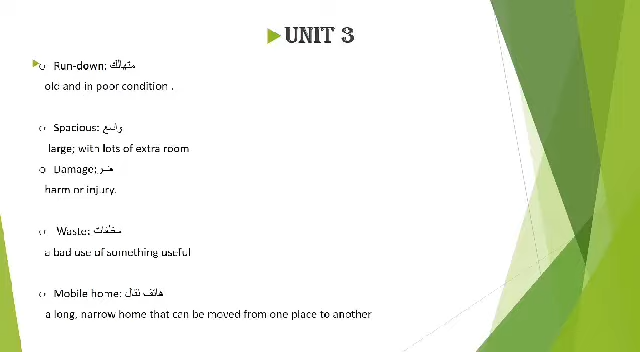 UNIT 3
Run-down: متهالك
old and in poor condition .
Spacious: واسع
large; with lots of extra room
Damage: ضرر
harm or injury.
Waste: مخلفات
a bad use of something useful
Mobile home: هاتف نقال
a long, narrow home that can be moved from one place to another